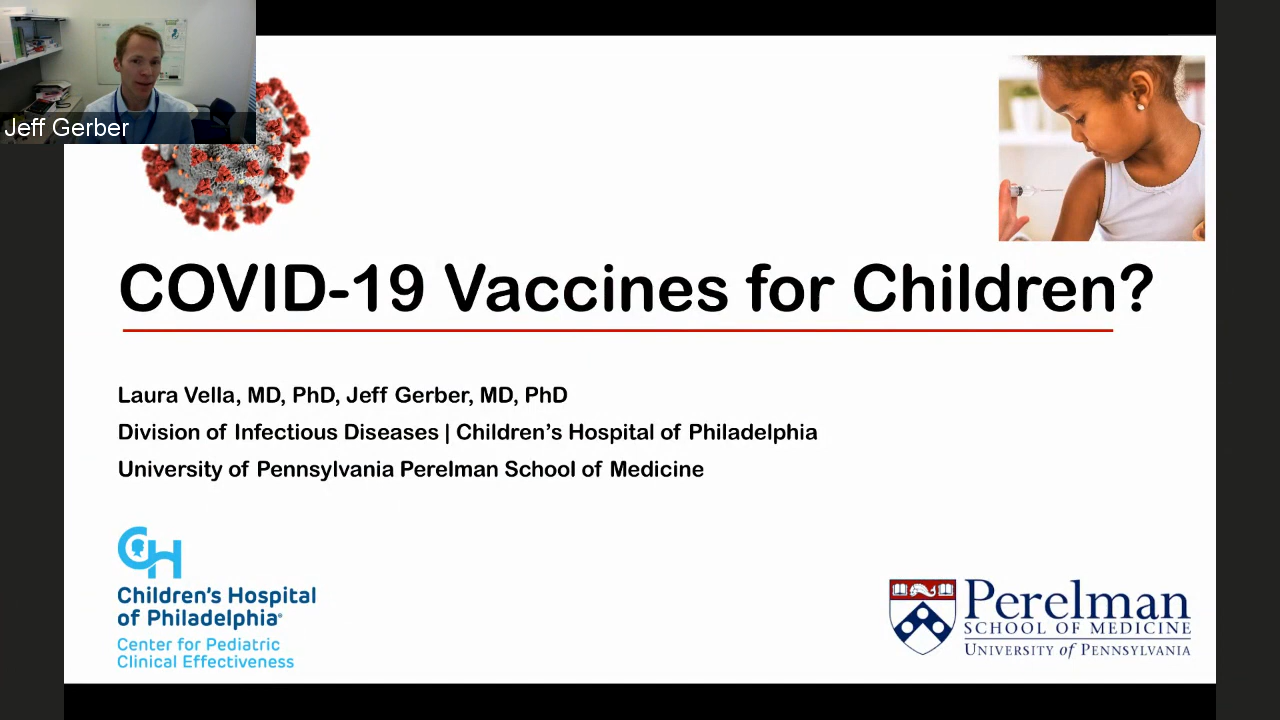 Jeff Gerber
COVID-19 Vaccines for Children?
Laura Vella, MD, PhD, Jeff Gerber, MD, PhD
Division of Infectious Diseases | Children's Hospital of Philadelphia
University of Pennsylvania Perelman School of Medicine
CH
Children's Hospital
of Philadelphia®
Center for Pediatric
Clinical Effectiveness
Perelman
SCHOOL OF MEDICINE
UNIVERSITY of PENNSYLVANIA